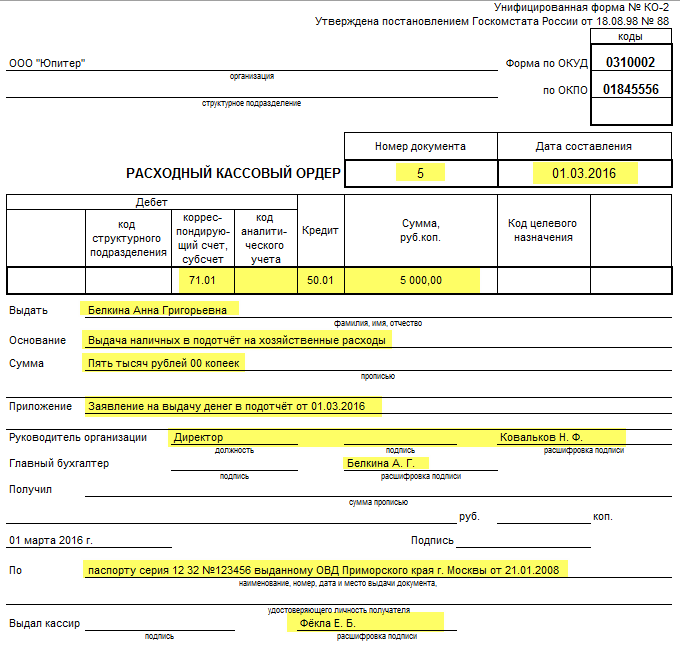 Унифицированная форма № КО-2
Утверждена постановлением Госкомстата России от 18.08.98 № 88
коды
ООО "Юпитер" Форма по ОКУД 0310002
организация
по ОКПО 01845556
структурное подразделение
Номер документа Дата составления
РАСХОДНЫЙ КАССОВЫЙ ОРДЕР 5 01.03.2016
Дебет
код структурного подразделения
коррес-пондирую-щий счет, субсчет
код аналити-ческого учета
Кредит
Сумма, руб.коп.
Код целевого назначения
71.01 50.01 5 000,00
Выдать Белкина Анна Григорьевна
фамилия, имя, отчество
Основание Выдача наличных в подотчёт на хозяйственные расходы
Сумма Пять тысяч рублей 00 копеек
прописью
Приложение Заявление на выдачу денег в подотчёт от 01.03.2016
Руководитель организации Директор Ковальков Н. Ф.
должность подпись расшифровка подписи
Главный бухгалтер Белкина А. Г.
подпись расшифровка подписи
Получил
сумма прописью
руб. коп.
01 марта 2016 г. Подпись
По паспорту серия 12 32 №123456 выданному ОВД Приморского края г. Москвы от 21.01.2008
наименование, номер, дата и место выдачи документа,
удостоверяющего личность получателя
Выдал кассир Фёкла Е. Б.
подпись расшифровка подписи